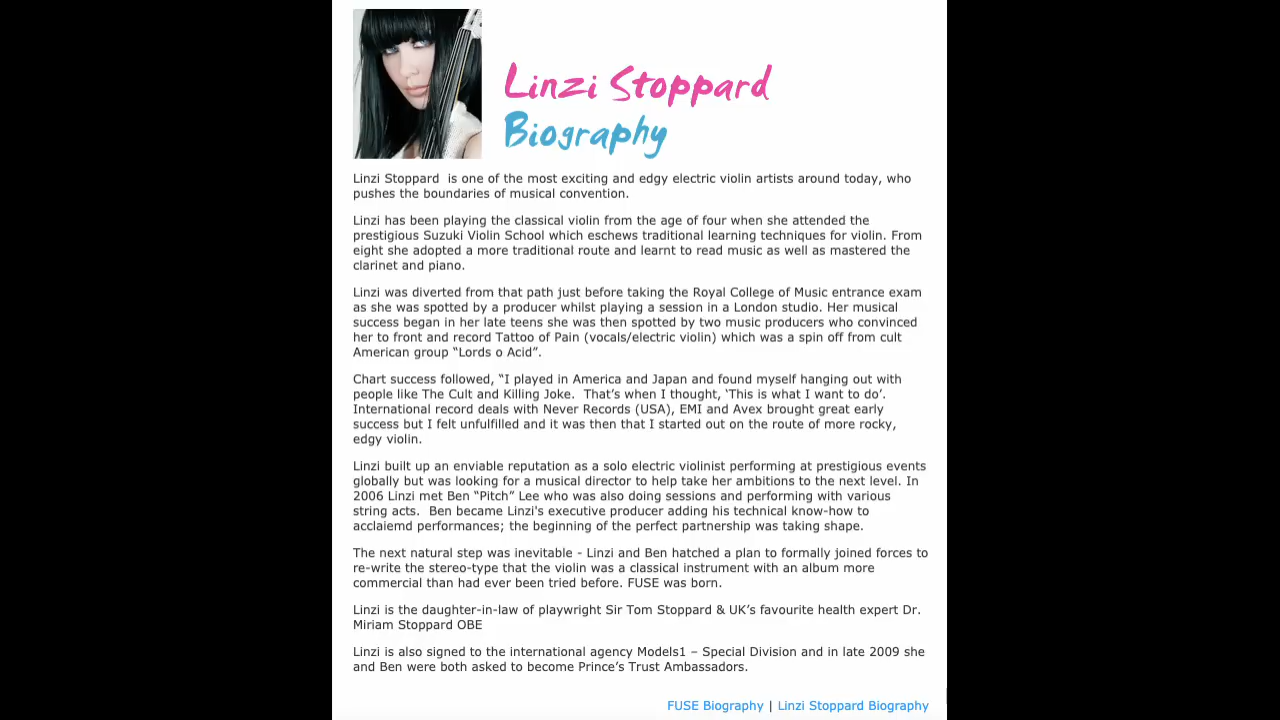 Linzi Stoppard
Biography
Linzi Stoppard  is one of the most exciting and edgy electric violin artists around today, who
pushes the boundaries of musical convention.
Linzi has been playing the classical violin from the age of four when she attended the
prestigious Suzuki Violin School which eschews traditional learning techniques for violin. From
eight she adopted a more traditional route and learnt to read music as well as mastered the
clarinet and piano.
Linzi was diverted from that path just before taking the Royal College of Music entrance exam
as she was spotted by a producer whilst playing a session in a London studio. Her musical
success began in her late teens she was then spotted by two music producers who convinced
her to front and record Tattoo of Pain (vocals/electric violin) which was a spin off from cult
American group “Lords o Acid”.
Chart success followed, “I played in America and Japan and found myself hanging out with
people like The Cult and Killing Joke.  That’s when I thought, ‘This is what I want to do’.
International record deals with Never Records (USA), EMI and Avex brought great early
success but I felt unfulfilled and it was then that I started out on the route of more rocky,
edgy violin.
Linzi built up an enviable reputation as a solo electric violinist performing at prestigious events
globally but was looking for a musical director to help take her ambitions to the next level. In
2006 Linzi met Ben “Pitch” Lee who was also doing sessions and performing with various
string acts.  Ben became Linzi's executive producer adding his technical know-how to
acclaiemd performances; the beginning of the perfect partnership was taking shape.
The next natural step was inevitable - Linzi and Ben hatched a plan to formally joined forces to
re-write the stereo-type that the violin was a classical instrument with an album more
commercial than had ever been tried before. FUSE was born.
Linzi is the daughter-in-law of playwright Sir Tom Stoppard & UK’s favourite health expert Dr.
Miriam Stoppard OBE
Linzi is also signed to the international agency Models1 – Special Division and in late 2009 she
and Ben were both asked to become Prince’s Trust Ambassadors.
FUSE Biography | Linzi Stoppard Biography